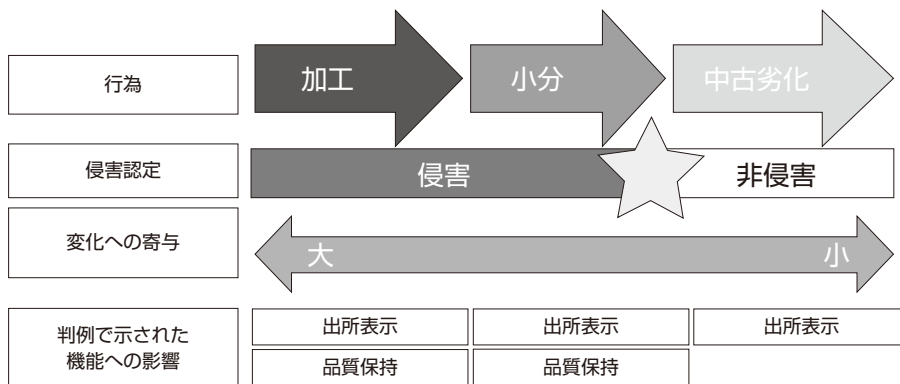 行為
加工
小分
中古劣化
侵害認定
侵害
非侵害
変化への寄与
大
小
判例で示された
機能への影響
出所表示
出所表示
出所表示
品質保持
品質保持